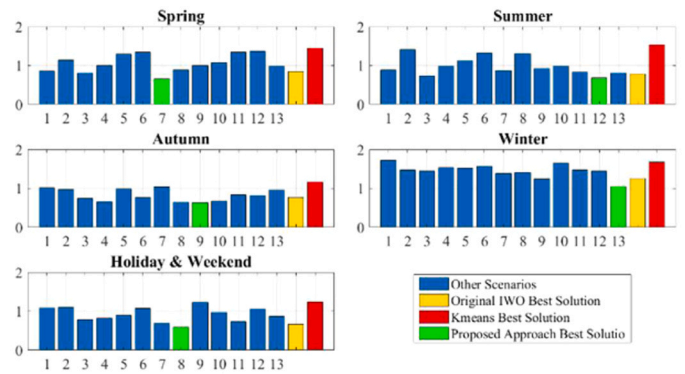 Spring
2
1
0
1 2 3 4 5 6 7 8 9 10 11 12 13
Summer
2
1
0
1 2 3 4 5 6 7 8 9 10 11 12 13
Autumn
2
1
0
1 2 3 4 5 6 7 8 9 10 11 12 13
Winter
2
1
0
1 2 3 4 5 6 7 8 9 10 11 12 13
Holiday & Weekend
2
1
0
1 2 3 4 5 6 7 8 9 10 11 12 13
Other Scenarios
Original IWO Best Solution
Kmeans Best Solution
Proposed Approach Best Solutio